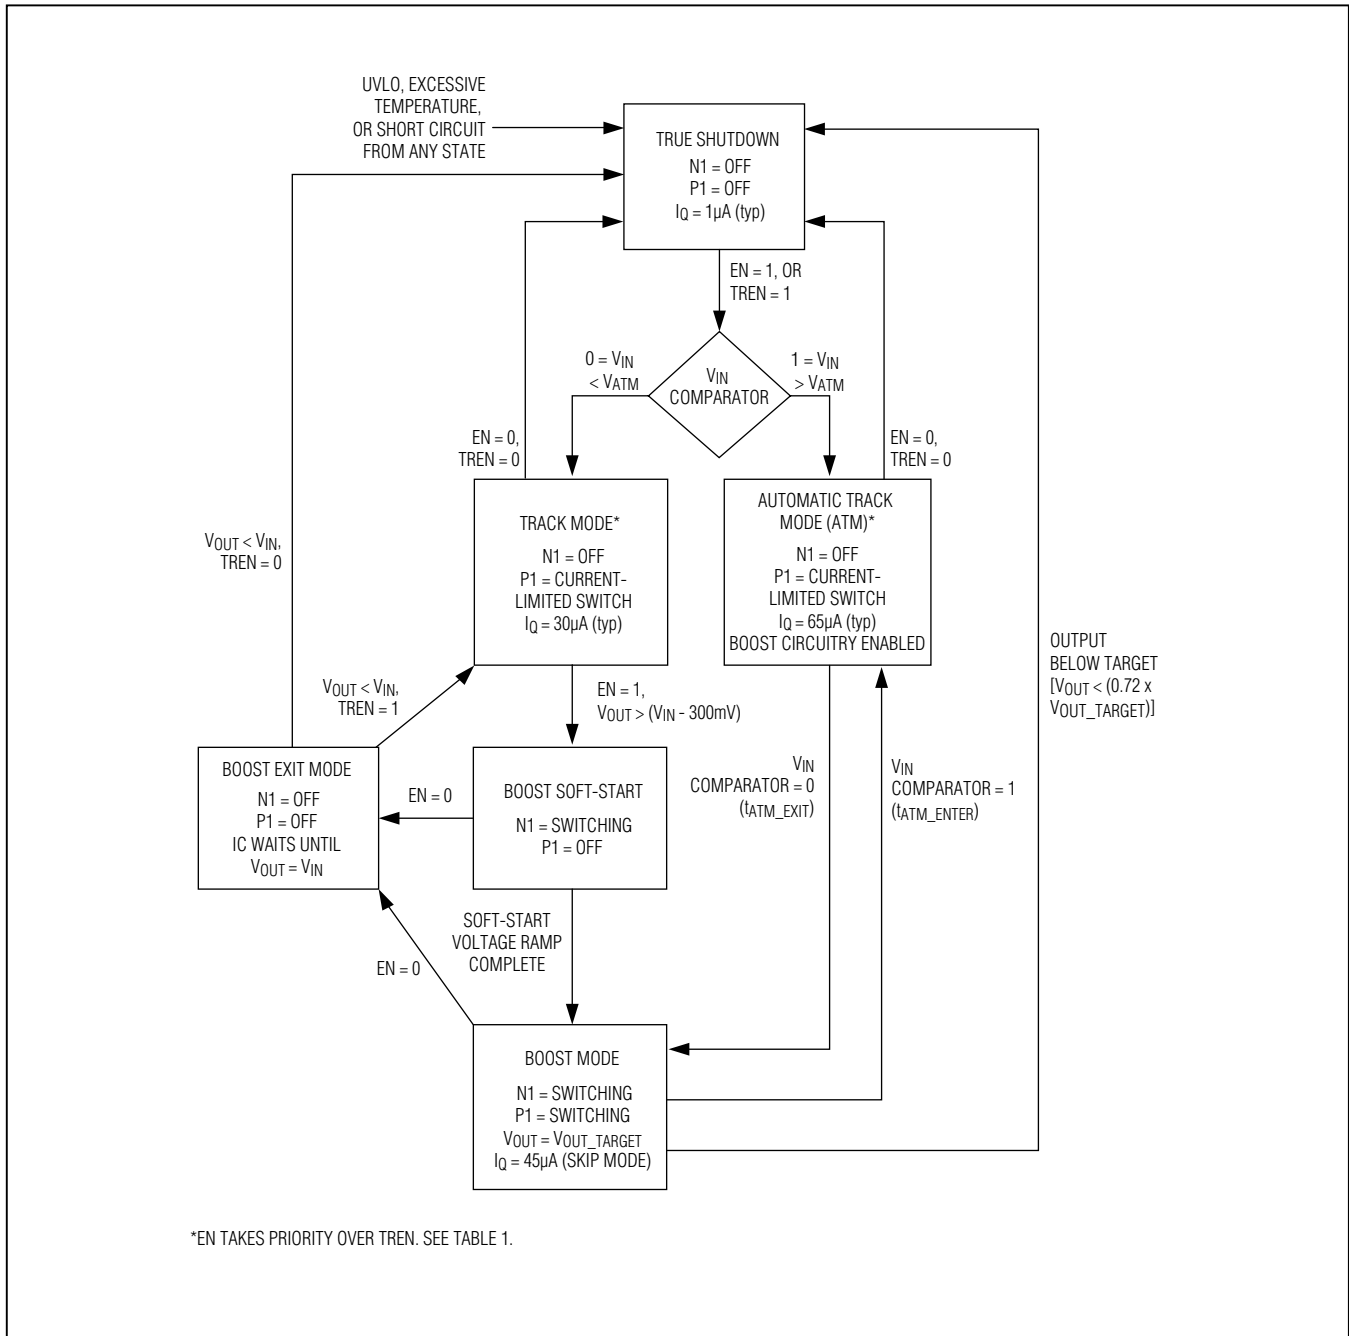 UVLO, EXCESSIVE
TEMPERATURE,
OR SHORT CIRCUIT
FROM ANY STATE
TRUE SHUTDOWN
N1 = OFF
P1 = OFF
IQ = 1µA (typ)
EN = 1, OR
TREN = 1
0 = VIN
< VATM
VIN
COMPARATOR
1 = VIN
> VATM
EN = 0,
TREN = 0
EN = 0,
TREN = 0
TRACK MODE*
N1 = OFF
P1 = CURRENT-
LIMITED SWITCH
IQ = 30µA (typ)
AUTOMATIC TRACK
MODE (ATM)*
N1 = OFF
P1 = CURRENT-
LIMITED SWITCH
IQ = 65µA (typ)
BOOST CIRCUITRY ENABLED
VOUT < VIN,
TREN = 0
OUTPUT
BELOW TARGET
[VOUT < (0.72 x
VOUT_TARGET)]
VOUT < VIN,
TREN = 1
EN = 1,
VOUT > (VIN - 300mV)
BOOST EXIT MODE
N1 = OFF
P1 = OFF
IC WAITS UNTIL
VOUT = VIN
EN = 0
BOOST SOFT-START
N1 = SWITCHING
P1 = OFF
VIN
COMPARATOR = 0
(tATM_EXIT)
VIN
COMPARATOR = 1
(tATM_ENTER)
SOFT-START
VOLTAGE RAMP
COMPLETE
EN = 0
BOOST MODE
N1 = SWITCHING
P1 = SWITCHING
VOUT = VOUT_TARGET
IQ = 45µA (SKIP MODE)
*EN TAKES PRIORITY OVER TREN. SEE TABLE 1.